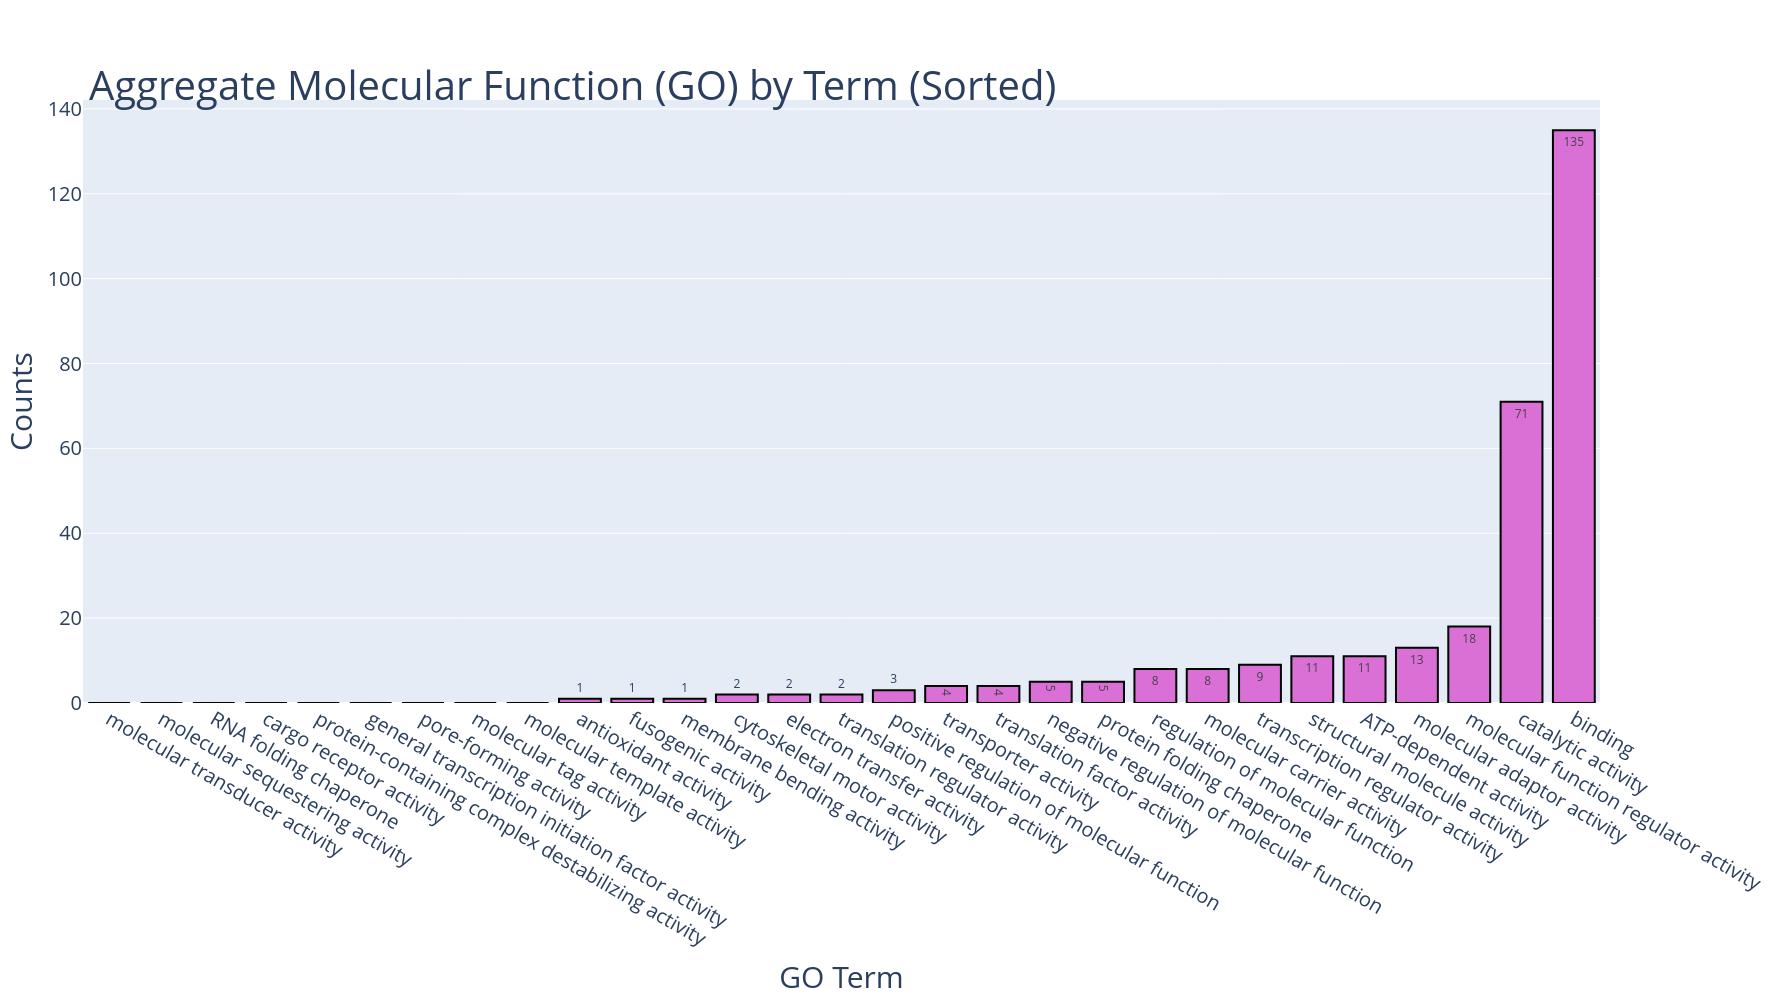 Aggregate Molecular Function (GO) by Term (Sorted)
140
120
100
80
60
40
20
0
Counts
1
1
1
2
2
2
3
4
4
5
5
8
8
9
11
11
13
18
71
135
molecular transducer activity
molecular sequestering activity
RNA folding chaperone
cargo receptor activity
protein-containing complex destabilizing activity
general transcription initiation factor activity
pore-forming activity
molecular tag activity
molecular template activity
antioxidant activity
fusogenic activity
membrane bending activity
cytoskeletal motor activity
electron transfer activity
translation regulator activity
positive regulation of molecular function
transporter activity
translation factor activity
negative regulation of molecular function
protein folding chaperone
regulation of molecular function
molecular carrier activity
transcription regulator activity
structural molecule activity
ATP-dependent activity
molecular adaptor activity
molecular function regulator activity
catalytic activity
binding
GO Term